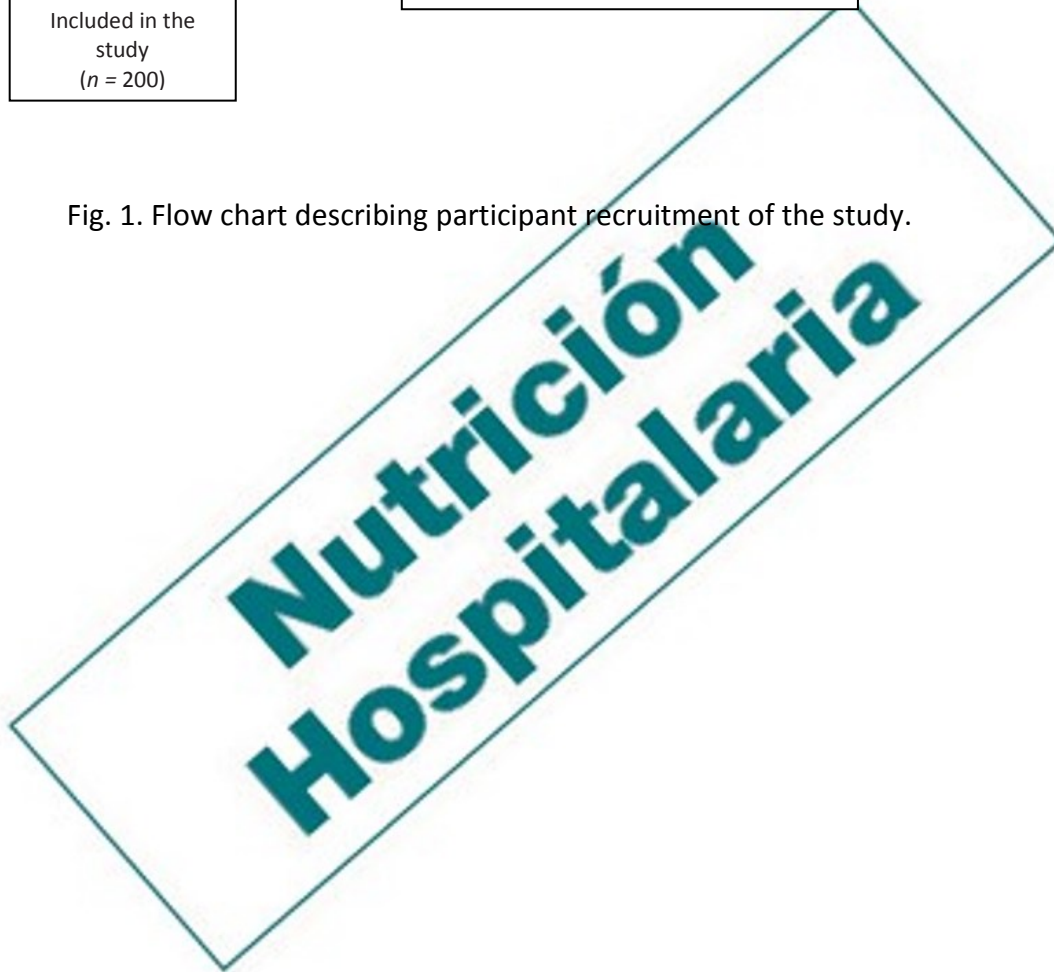 Included in the
study
(n = 200)
Fig. 1. Flow chart describing participant recruitment of the study.
Nutrición
Hospitalaria